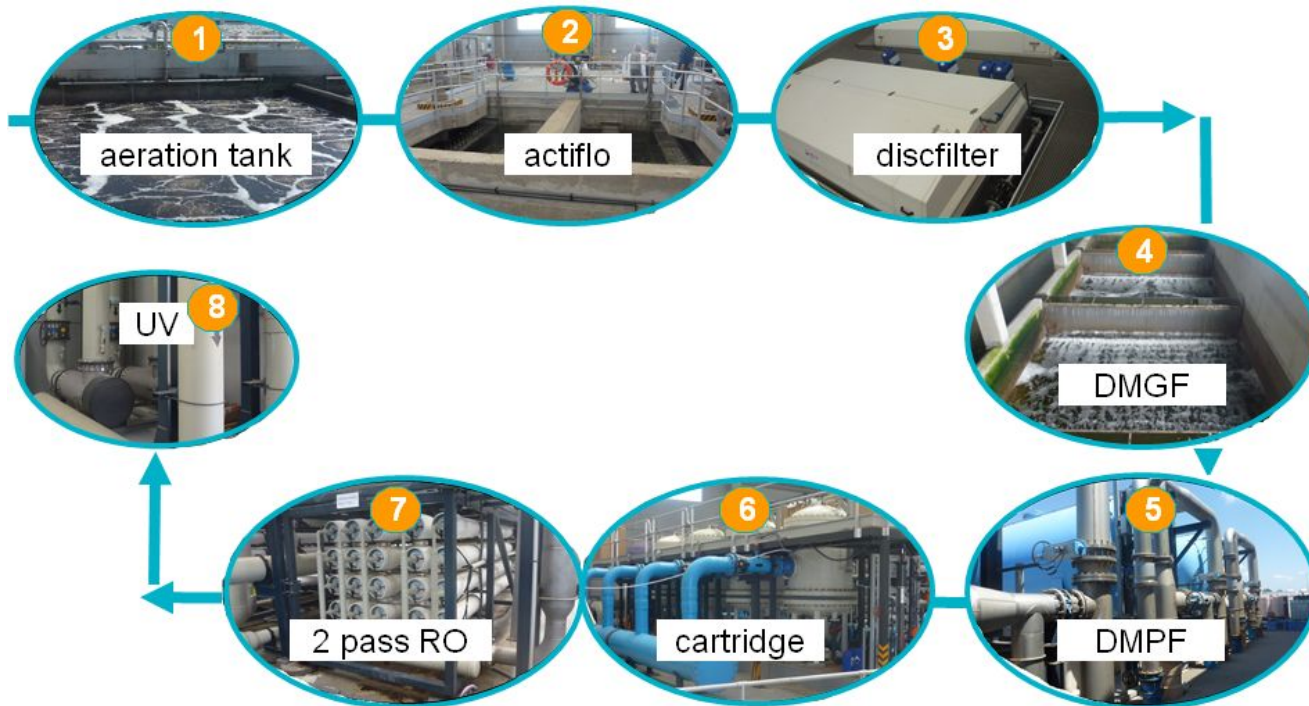 1
aeration tank
2
actiflo
3
discfilter
4
DMGF
5
DMPF
6
cartridge
7
2 pass RO
8
UV